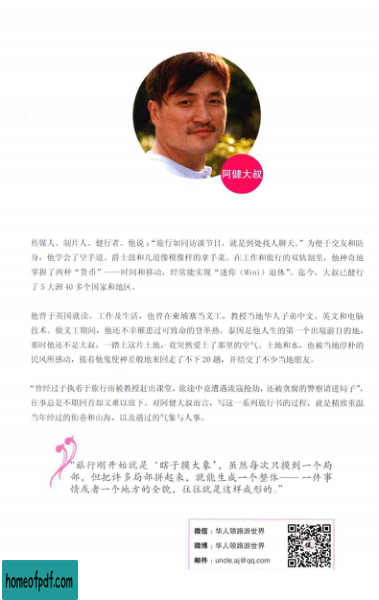 阿健大叔
传媒人、制片人、健行者。他说：“旅行如同访谈节目，就是到处找人聊天。”为便于交友和防
身，他学会了空手道、爵士鼓和几道像模像样的拿手菜。在工作和旅行的双轨制里，他神奇地
掌握了两种“货币”——时间和移动，经常能实现“迷你（Mini）退休”。迄今，大叔已健行
了5大洲40多个国家和地区。
他曾于英国就读、工作及生活，也曾在柬埔寨当义工，教授当地华人子弟中文、英文和电脑
技术。做义工期间，他还不幸罹患过可致命的登革热。泰国是他人生的第一个出境游目的地，
那时他还不是大叔，一踏上这片土地，竟突然爱上了那里的空气、土地和水，也被当地淳朴的
民风所感动，接着他鬼使神差般地来回走了不下20趟，并结交了不少当地朋友。
“曾经过于执着于旅行而被教授赶出课堂，旅途中竟遭遇流寇抢劫，还被贪腐的警察请进局子”，
往事总是不堪回首却又难以放下。对阿健大叔而言，写这一系列旅行书的过程，就是精致重温
当年经过的街巷和山海，以及遇过的气象与人事。
“旅行刚开始就是‘瞎子摸大象’，虽然每次只摸到一个局
部，但把许多局部拼起来，就能生成一个整体——一件事
情或者一个地方的全貌，往往就是这样成形的。”
微信：华人领路游世界
微博：华人领路游世界
邮件：uncle.aj@qq.com
homeofpdf.com